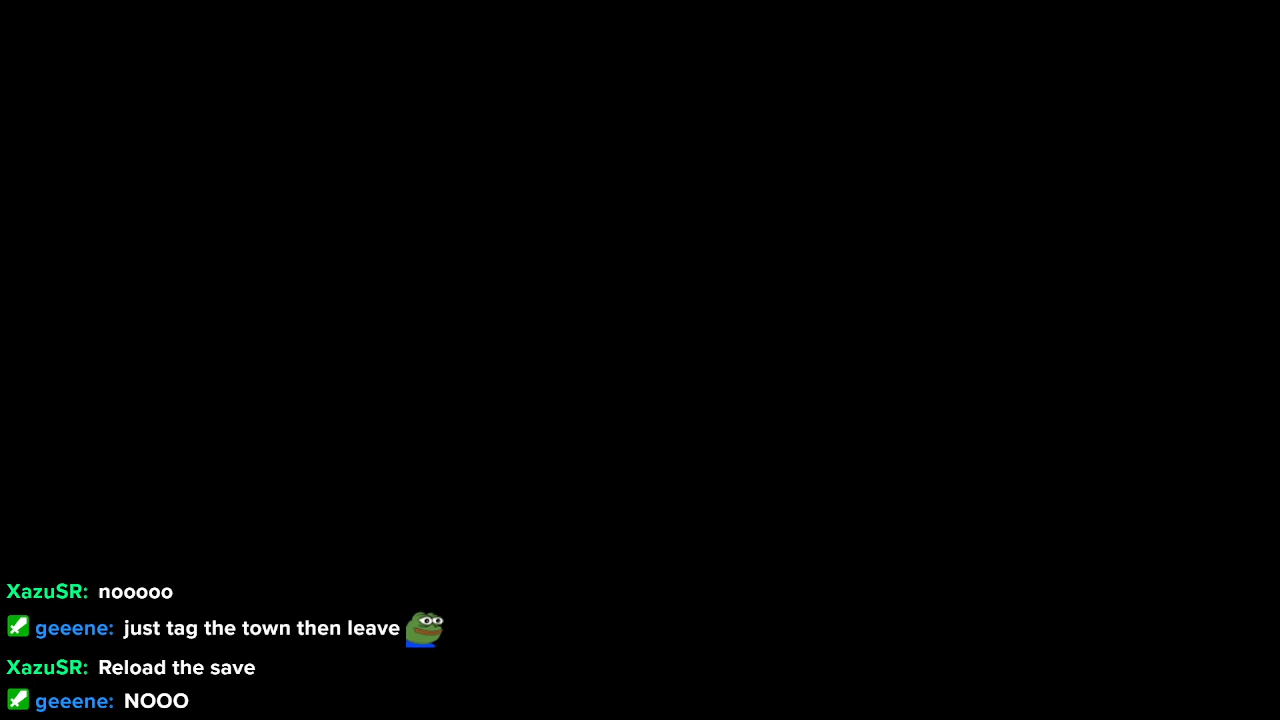 XazuSR: nooooo
geeene: just tag the town then leave
XazuSR: Reload the save
geeene: NOOO